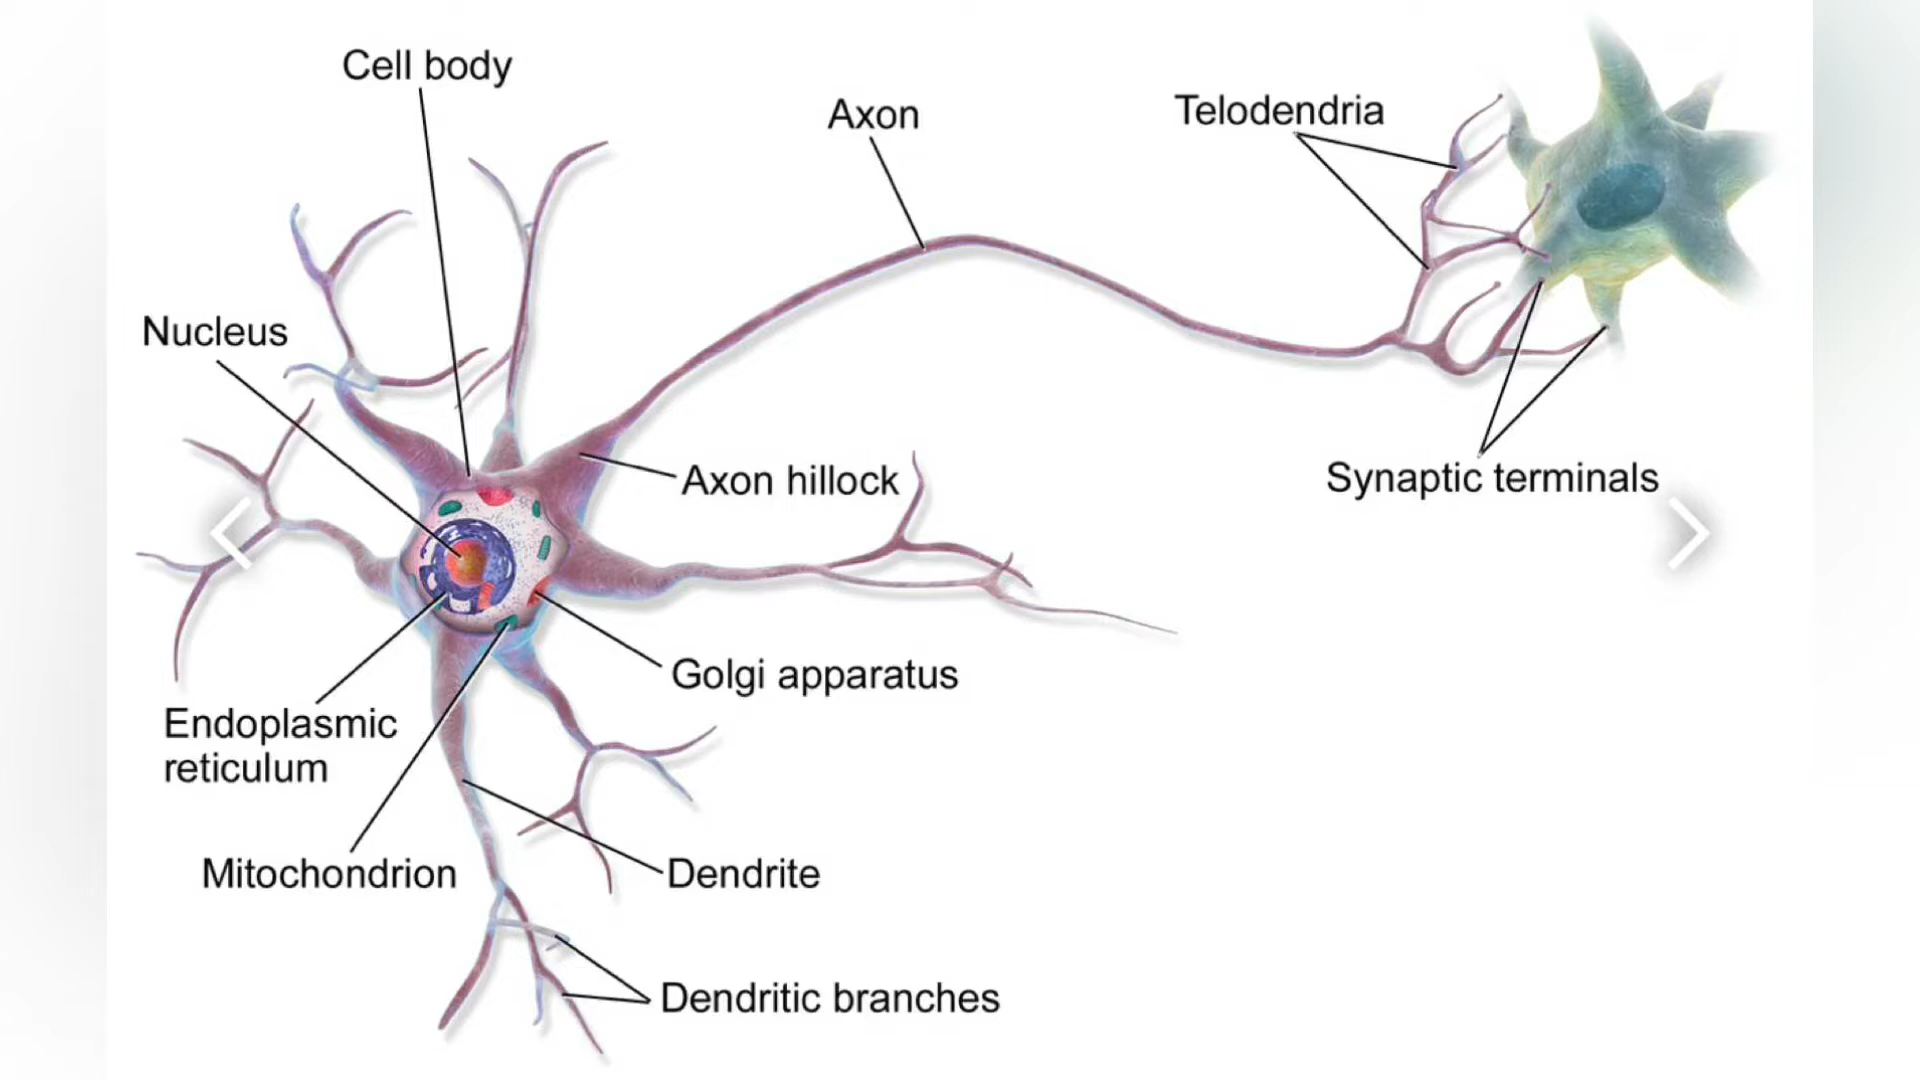 Cell body
Axon
Telodendria
Nucleus
Axon hillock
Synaptic terminals
Golgi apparatus
Endoplasmic
reticulum
Mitochondrion
Dendrite
Dendritic branches